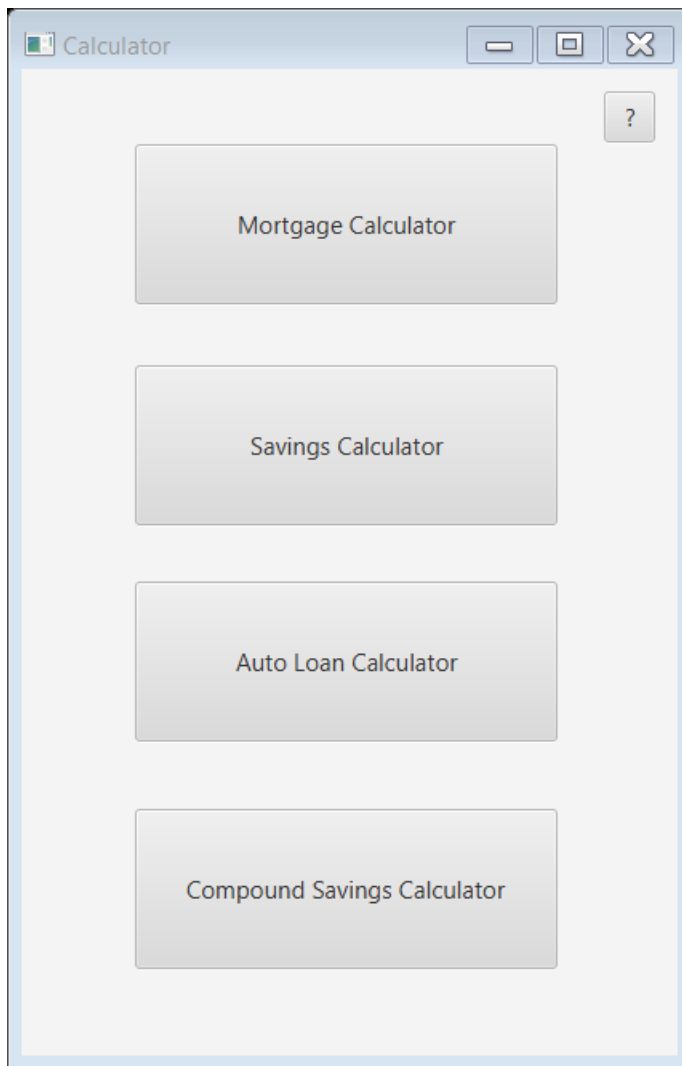 Calculator
?
Mortgage Calculator
Savings Calculator
Auto Loan Calculator
Compound Savings Calculator